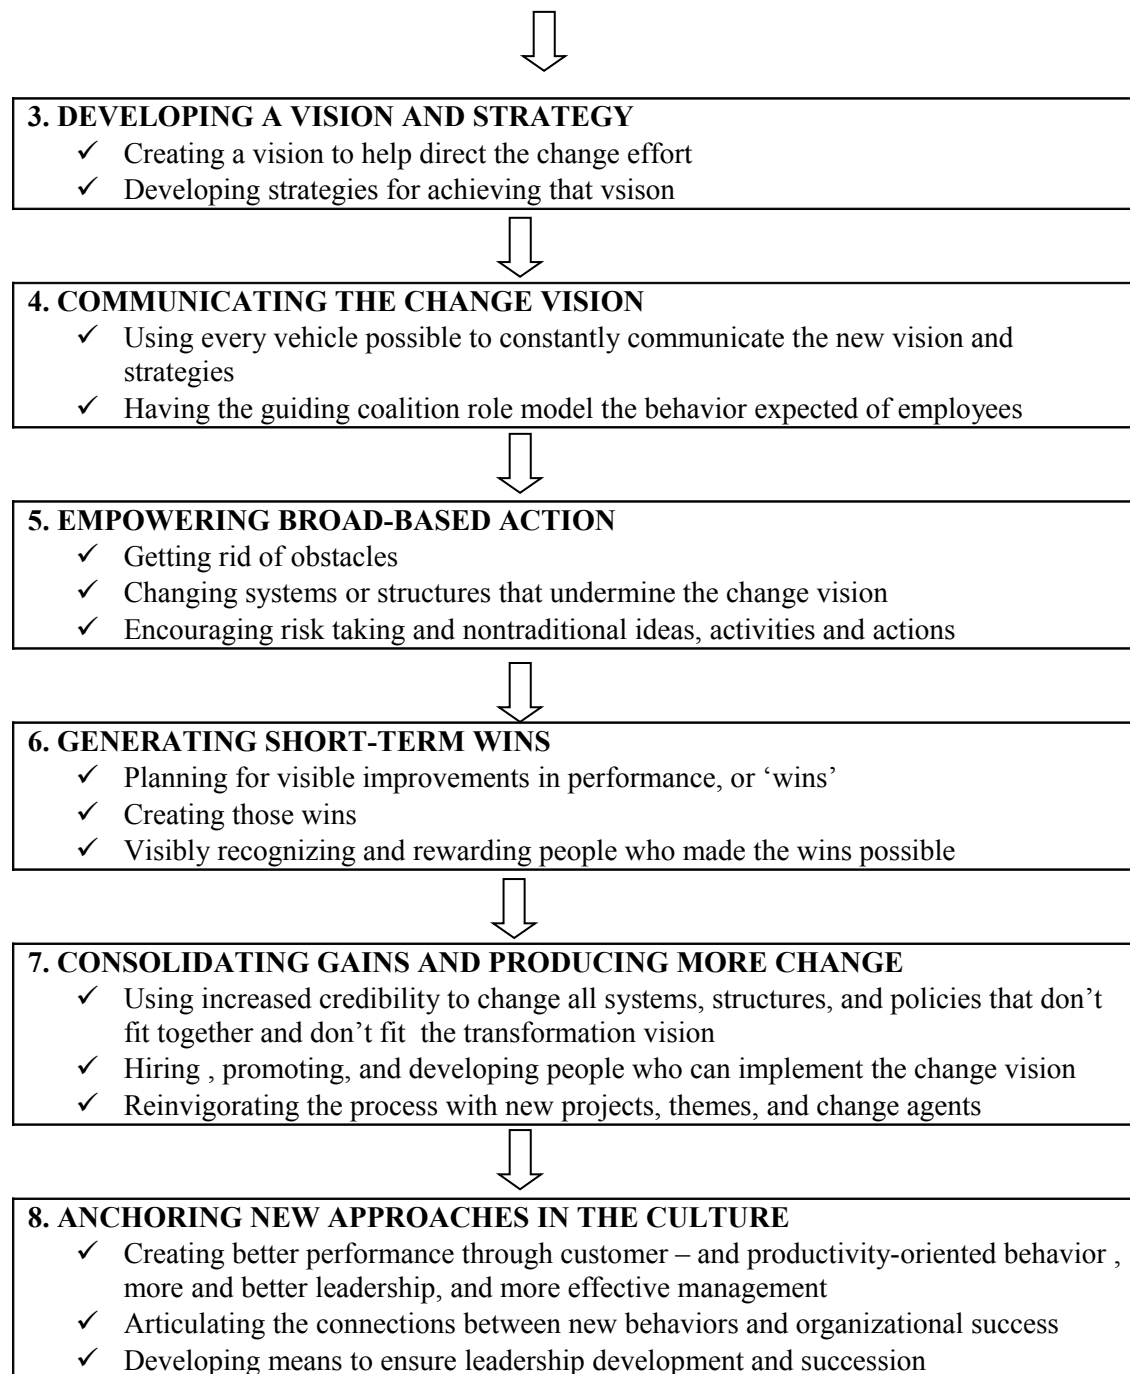 3. DEVELOPING A VISION AND STRATEGY
✓ Creating a vision to help direct the change effort
✓ Developing strategies for achieving that vsison
4. COMMUNICATING THE CHANGE VISION
✓ Using every vehicle possible to constantly communicate the new vision and
strategies
✓ Having the guiding coalition role model the behavior expected of employees
5. EMPOWERING BROAD-BASED ACTION
✓ Getting rid of obstacles
✓ Changing systems or structures that undermine the change vision
✓ Encouraging risk taking and nontraditional ideas, activities and actions
6. GENERATING SHORT-TERM WINS
✓ Planning for visible improvements in performance, or ‘wins’
✓ Creating those wins
✓ Visibly recognizing and rewarding people who made the wins possible
7. CONSOLIDATING GAINS AND PRODUCING MORE CHANGE
✓ Using increased credibility to change all systems, structures, and policies that don’t
fit together and don’t fit  the transformation vision
✓ Hiring , promoting, and developing people who can implement the change vision
✓ Reinvigorating the process with new projects, themes, and change agents
8. ANCHORING NEW APPROACHES IN THE CULTURE
✓ Creating better performance through customer – and productivity-oriented behavior ,
more and better leadership, and more effective management
✓ Articulating the connections between new behaviors and organizational success
✓ Developing means to ensure leadership development and succession